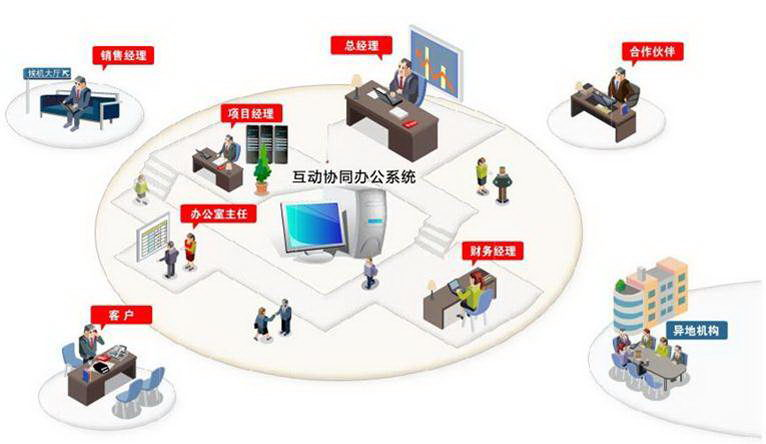 总经理
销售经理
合作伙伴
候机大厅
项目经理
互动协同办公系统
办公室主任
财务经理
客户
异地机构